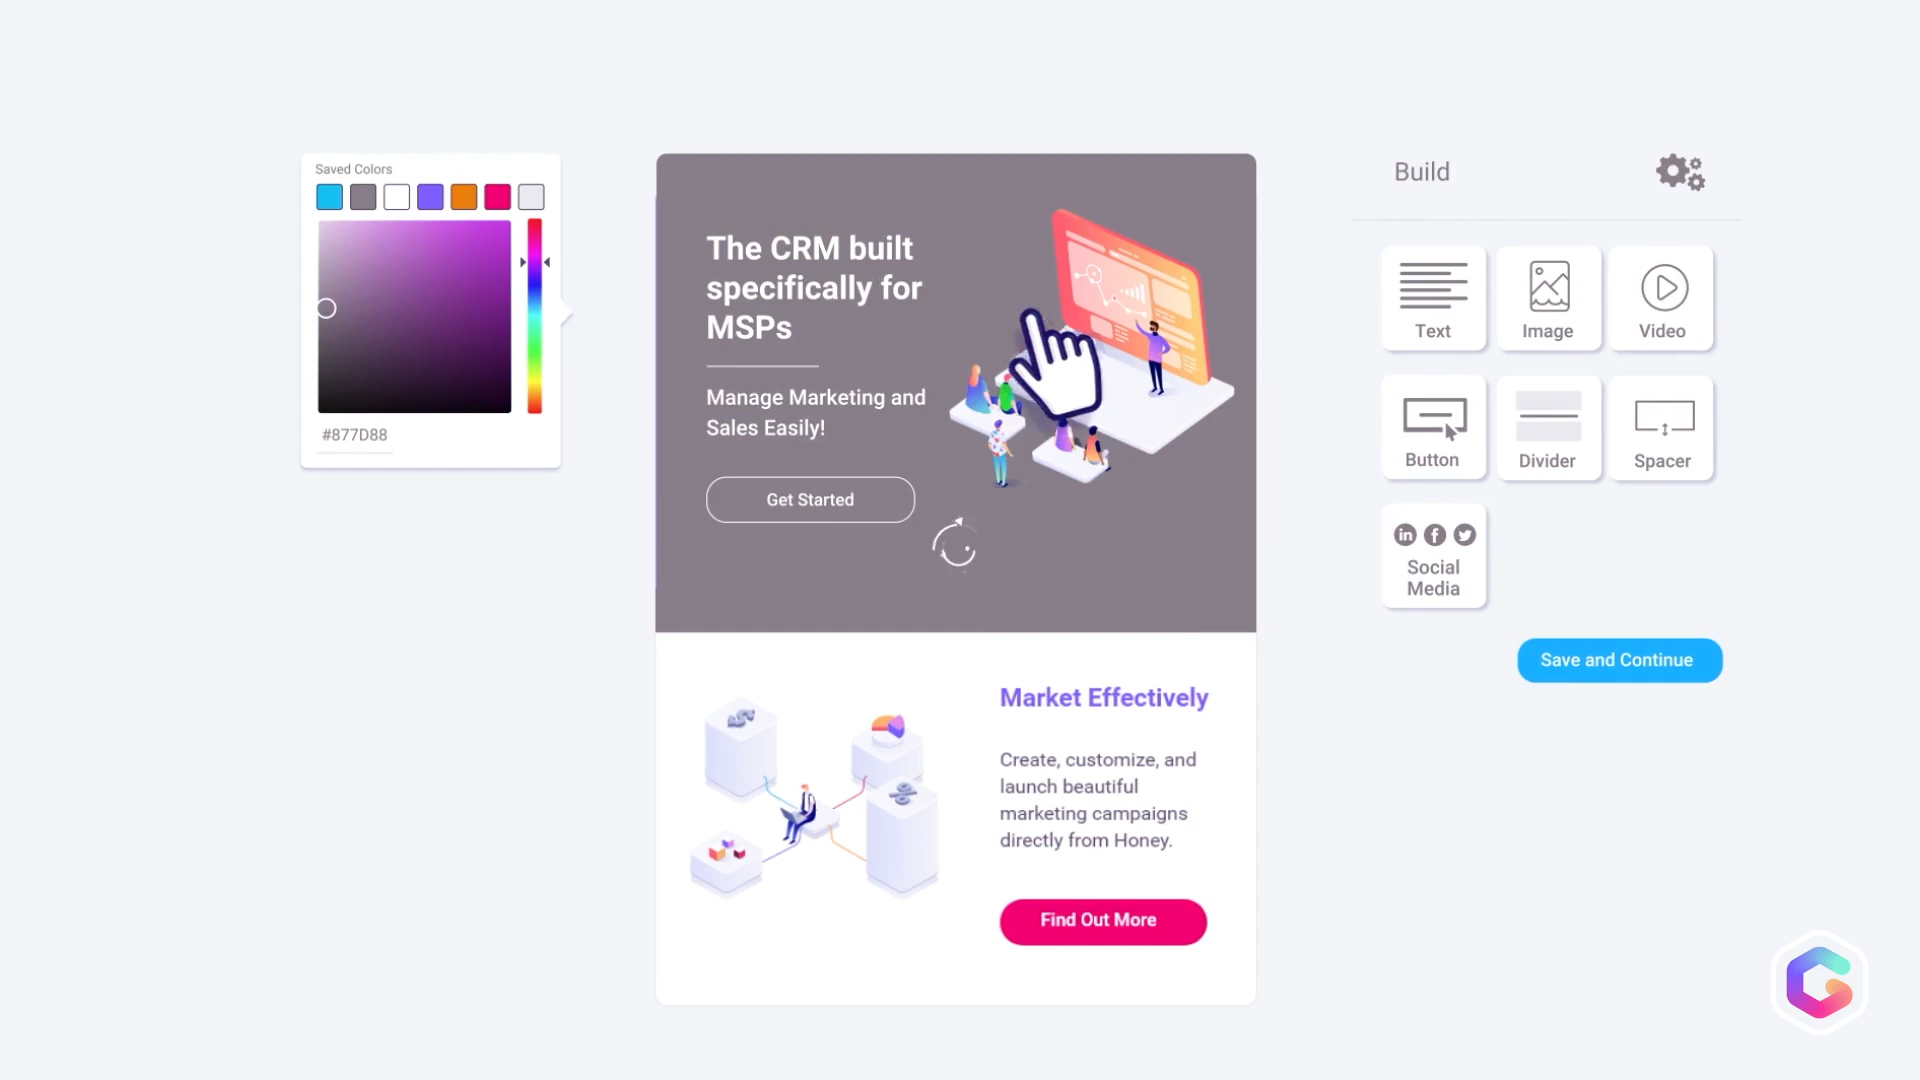 Saved Colors
#877D88
The CRM built
specifically for
MSPs
Manage Marketing and
Sales Easily!
Get Started
Market Effectively
Create, customize, and
launch beautiful
marketing campaigns
directly from Honey.
Find Out More
Build
Text
Image
Video
Button
Divider
Spacer
Social
Media
Save and Continue